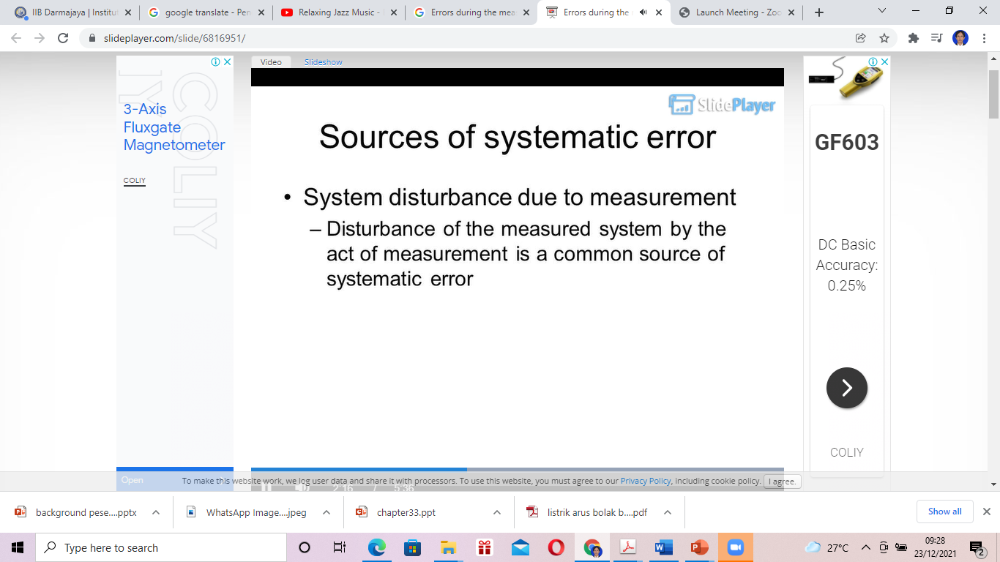 IIB Darmajaya | Institut
google translate - Pen
Relaxing Jazz Music -
Errors during the mea
Errors during the
Launch Meeting - Zoo
slideplayer.com/slide/6816951/
Video
Slideshow
SlidePlayer
Sources of systematic error
• System disturbance due to measurement
– Disturbance of the measured system by the
act of measurement is a common source of
systematic error
COLIY
3-Axis
Fluxgate
Magnetometer
COLIY
Open
GF603
DC Basic
Accuracy:
0.25%
COLIY
2:16 / 5:36
To make this website work, we log user data and share it with processors. To use this website, you must agree to our Privacy Policy, including cookie policy.
I agree.
background pese....pptx
WhatsApp Image....jpeg
chapter33.ppt
listrik arus bolak b....pdf
Show all
Type here to search
27°C
09:28
23/12/2021
2